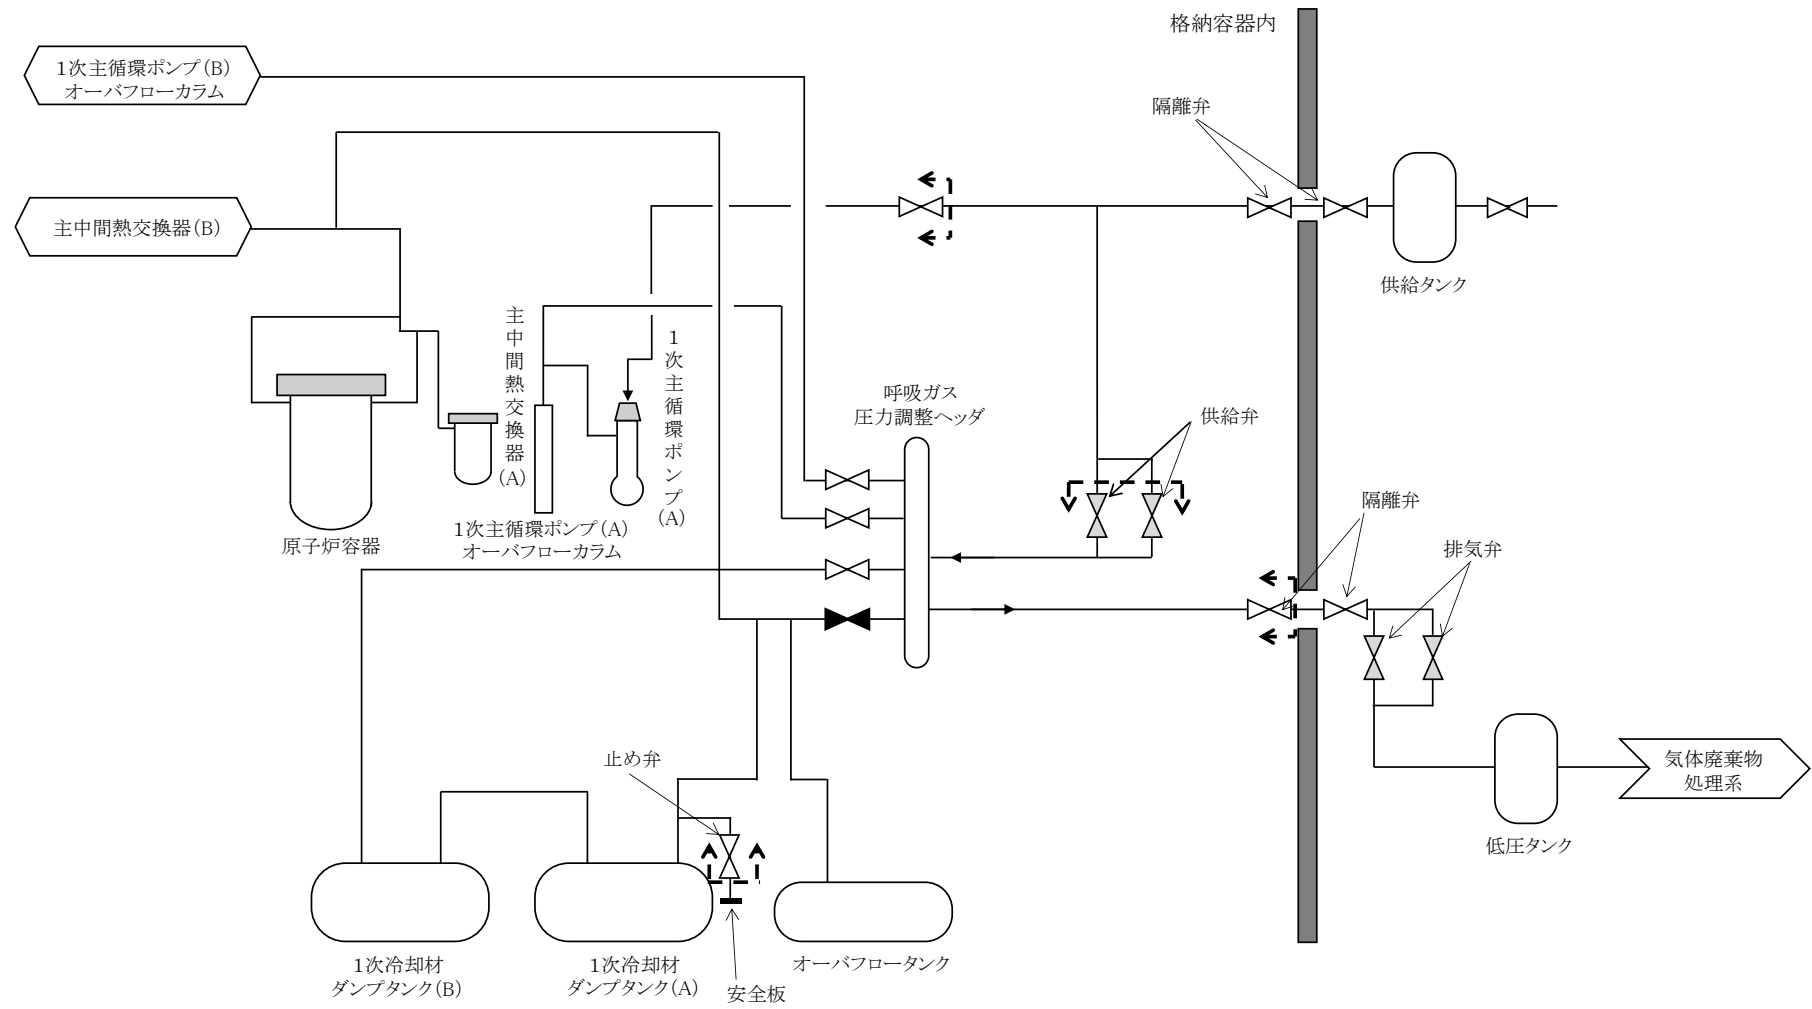 格納容器内
1次主循環ポンプ(B)
オーバフローカラム
隔離弁
主中間熱交換器(B)
供給タンク
主中間熱交換器(A)
1次主循環ポンプ(A)
呼吸ガス
圧力調整ヘッダ
供給弁
隔離弁
1次主循環ポンプ(A)
オーバフローカラム
原子炉容器
排気弁
止め弁
気体廃棄物
処理系
低圧タンク
1次冷却材
ダンプタンク(B)
1次冷却材
ダンプタンク(A)
オーバフロータンク
安全板